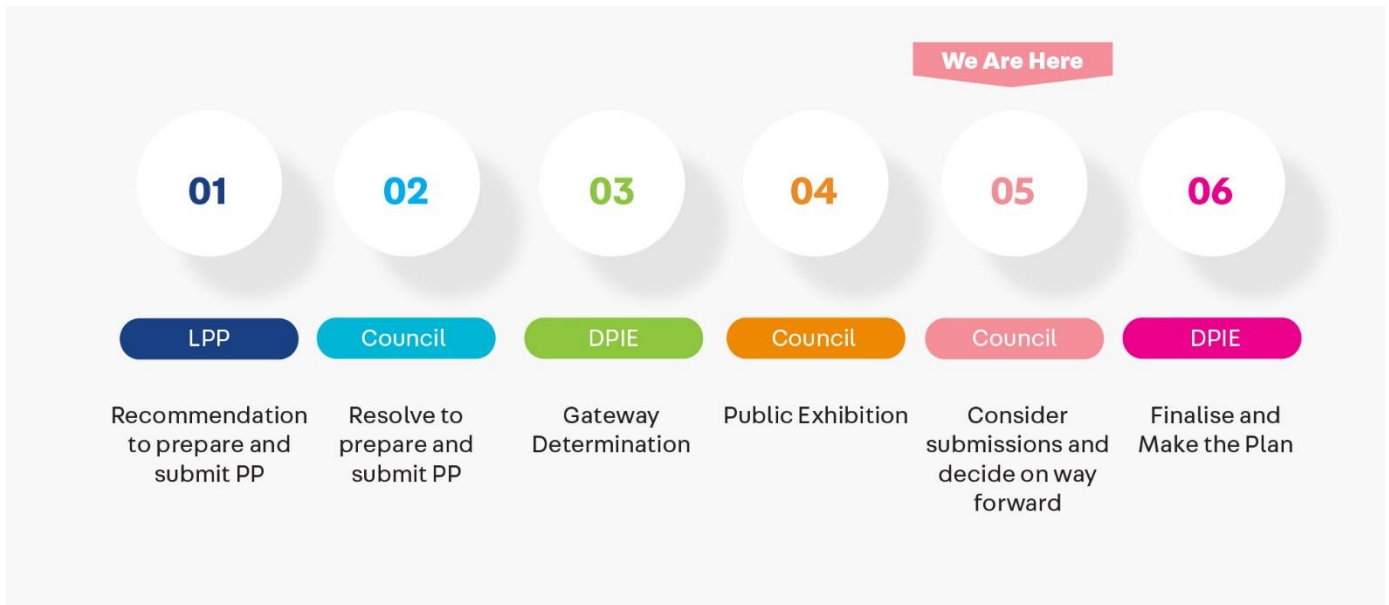 We Are Here
01
02
03
04
05
06
LPP
Council
DPIE
Council
Council
DPIE
Recommendation
to prepare and
submit PP
Resolve to
prepare and
submit PP
Gateway
Determination
Public Exhibition
Consider
submissions and
decide on way
forward
Finalise and
Make the Plan